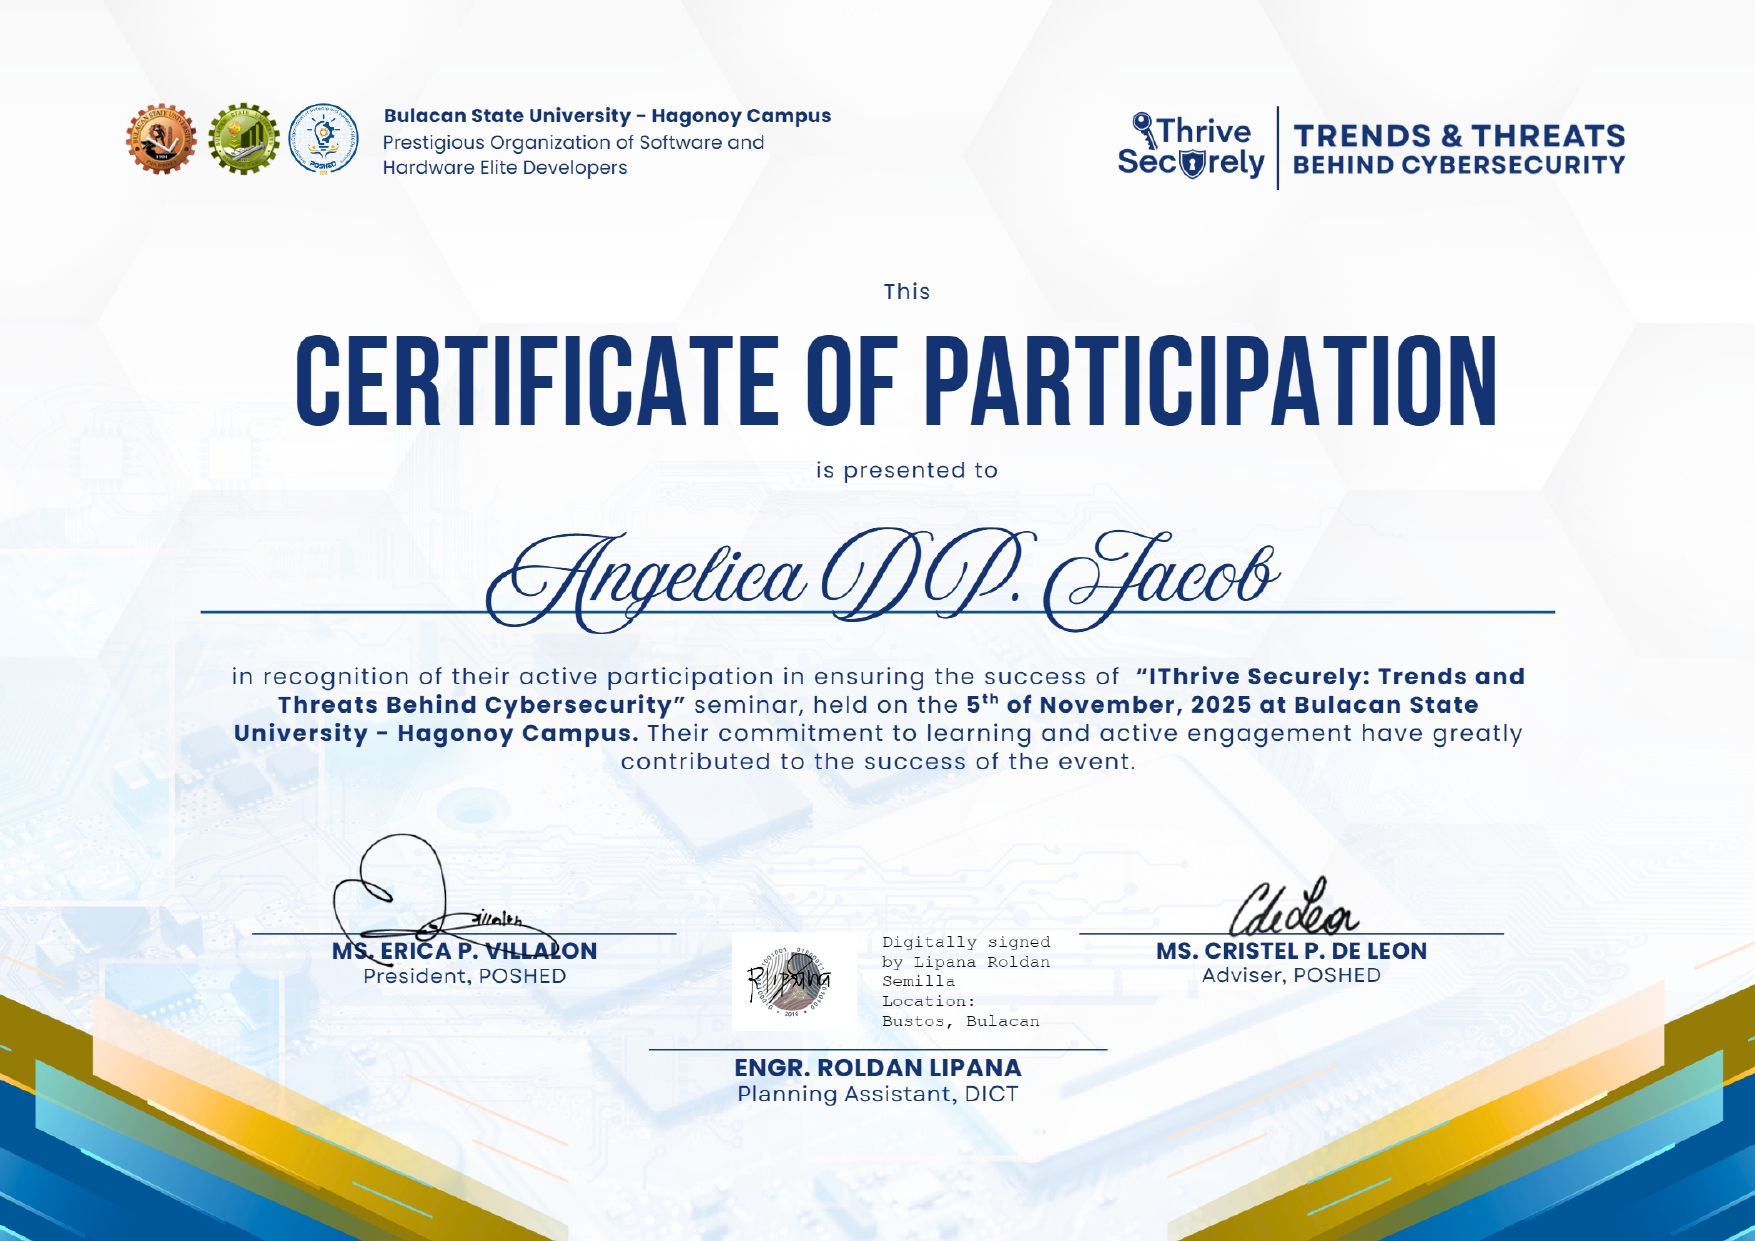 Bulacan State University - Hagonoy Campus
Prestigious Organization of Software and
Hardware Elite Developers
IThrive
Securely
TRENDS & THREATS
BEHIND CYBERSECURITY
This
CERTIFICATE OF PARTICIPATION
is presented to
Angelica DP. Jacob
in recognition of their active participation in ensuring the success of “IThrive Securely: Trends and
Threats Behind Cybersecurity” seminar, held on the 5th of November, 2025 at Bulacan State
University - Hagonoy Campus. Their commitment to learning and active engagement have greatly
contributed to the success of the event.
MS. ERICA P. VILLALON
President, POSHED
Digitally signed
by Lipana Roldan
Semilla
Location:
Bustos, Bulacan
MS. CRISTEL P. DE LEON
Adviser, POSHED
ENGR. ROLDAN LIPANA
Planning Assistant, DICT